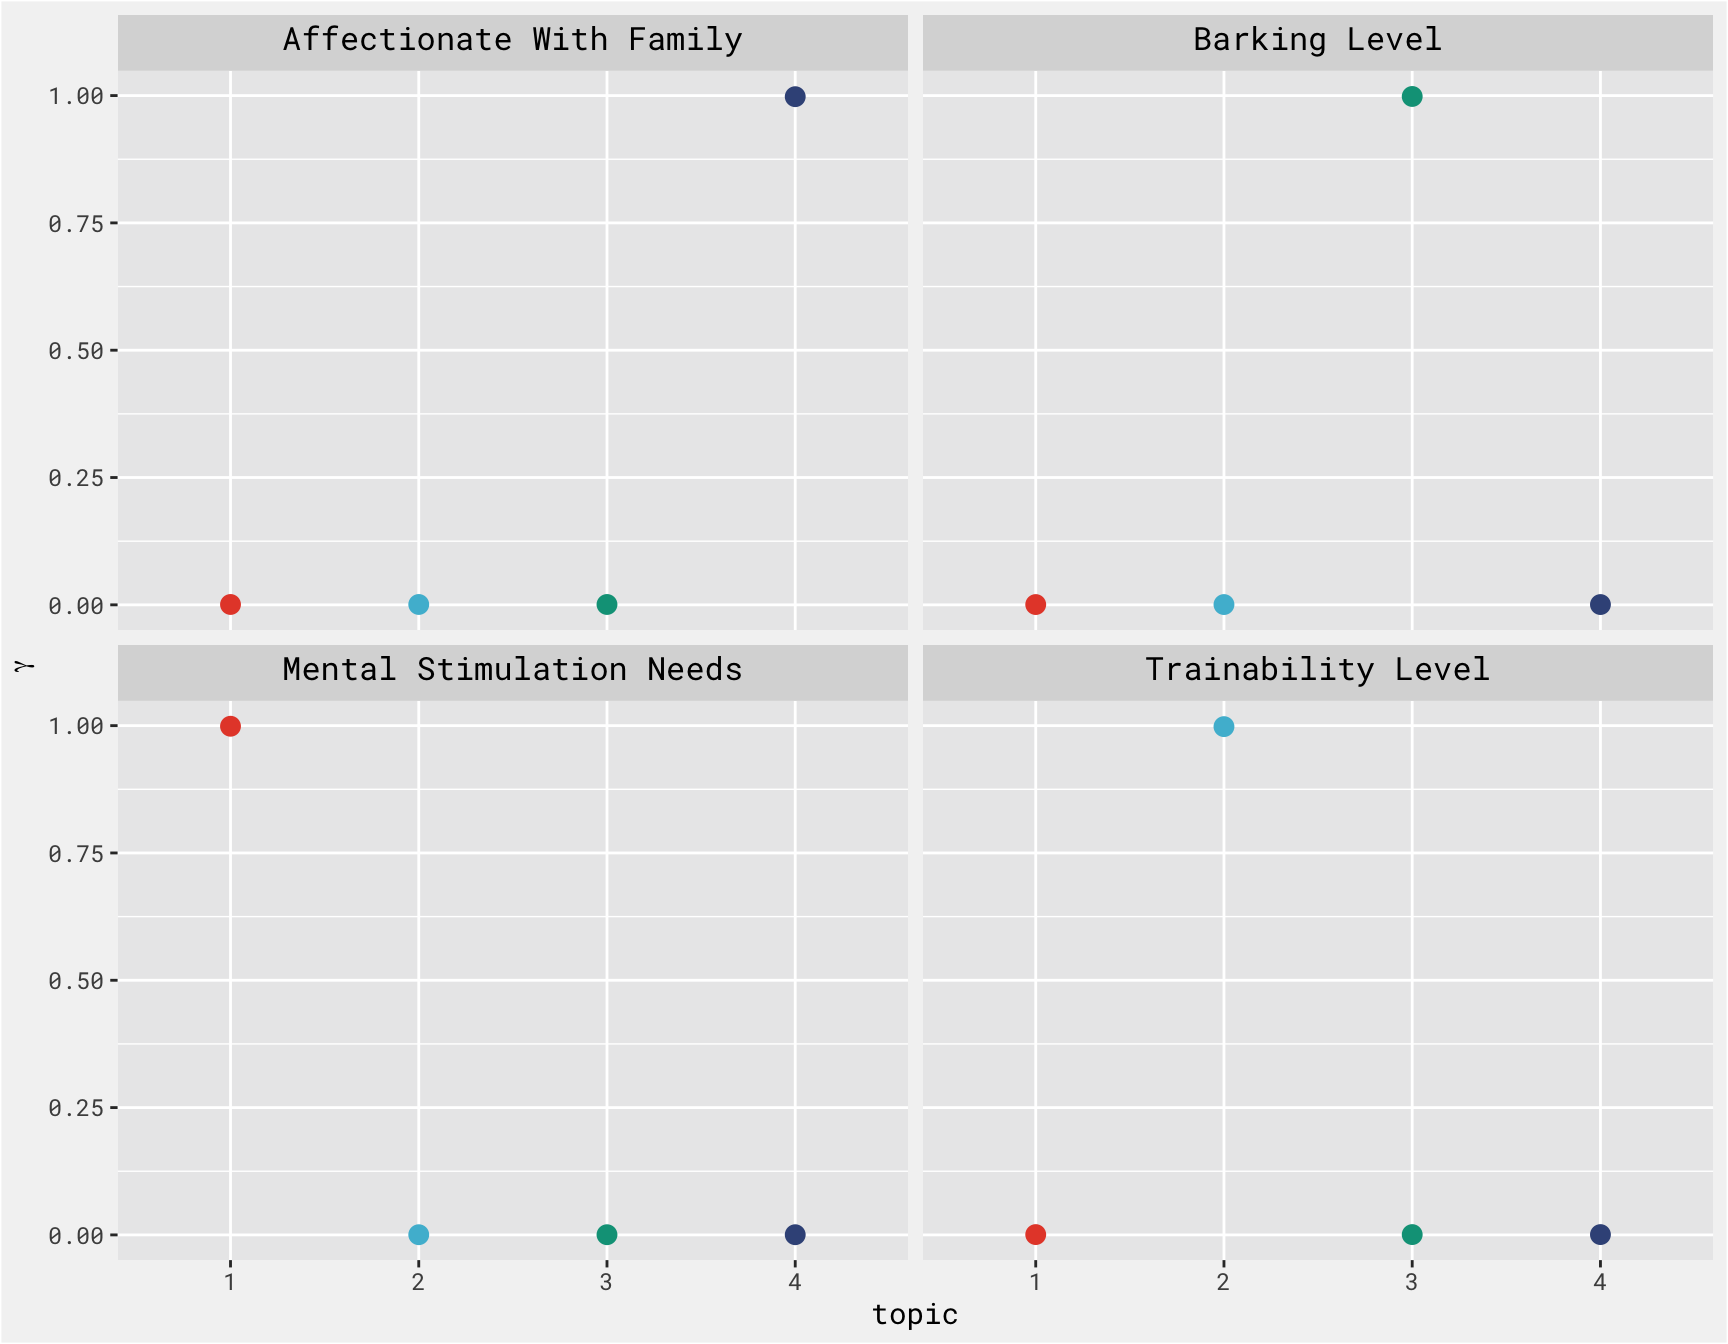 Affectionate With Family
Barking Level
1.00
0.75
0.50
0.25
0.00
γ
Mental Stimulation Needs
Trainability Level
1.00
0.75
0.50
0.25
0.00
1 2 3 4
1 2 3 4
topic